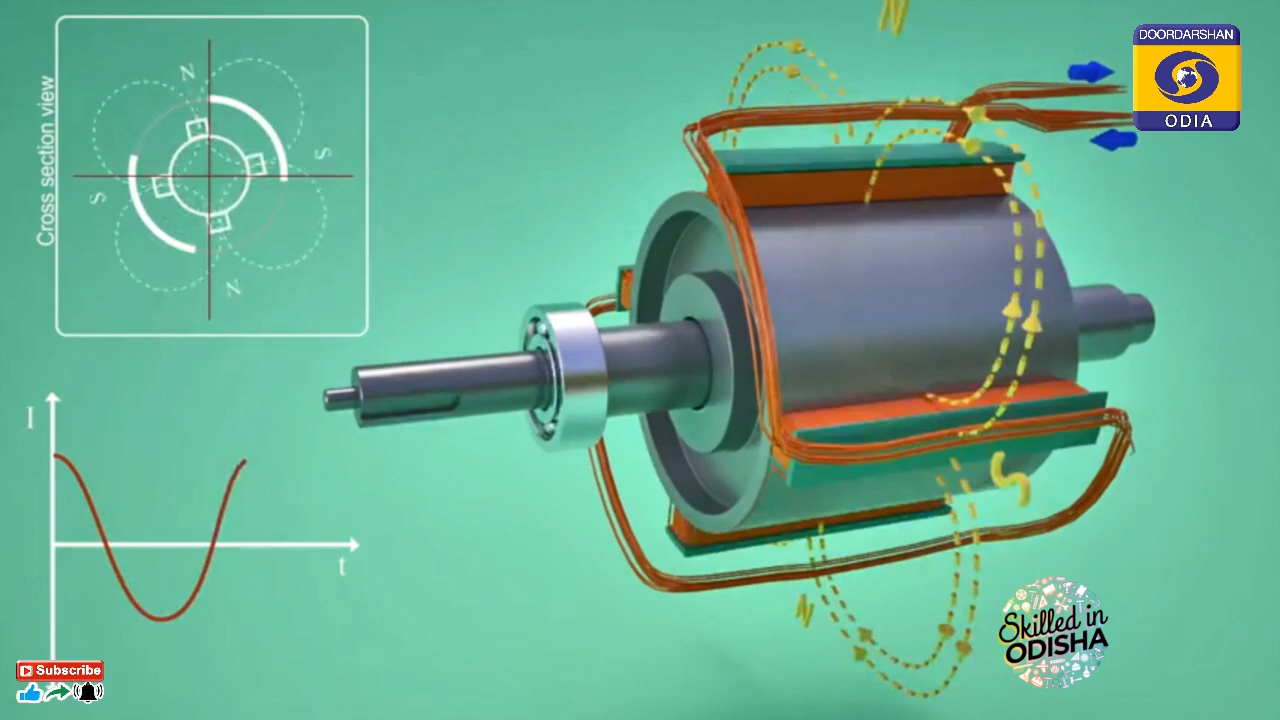 Cross section view
N
S
S
N
I
t
N
S
N
DOORDARSHAN
ODIA
Skilled in
ODISHA
Subscribe